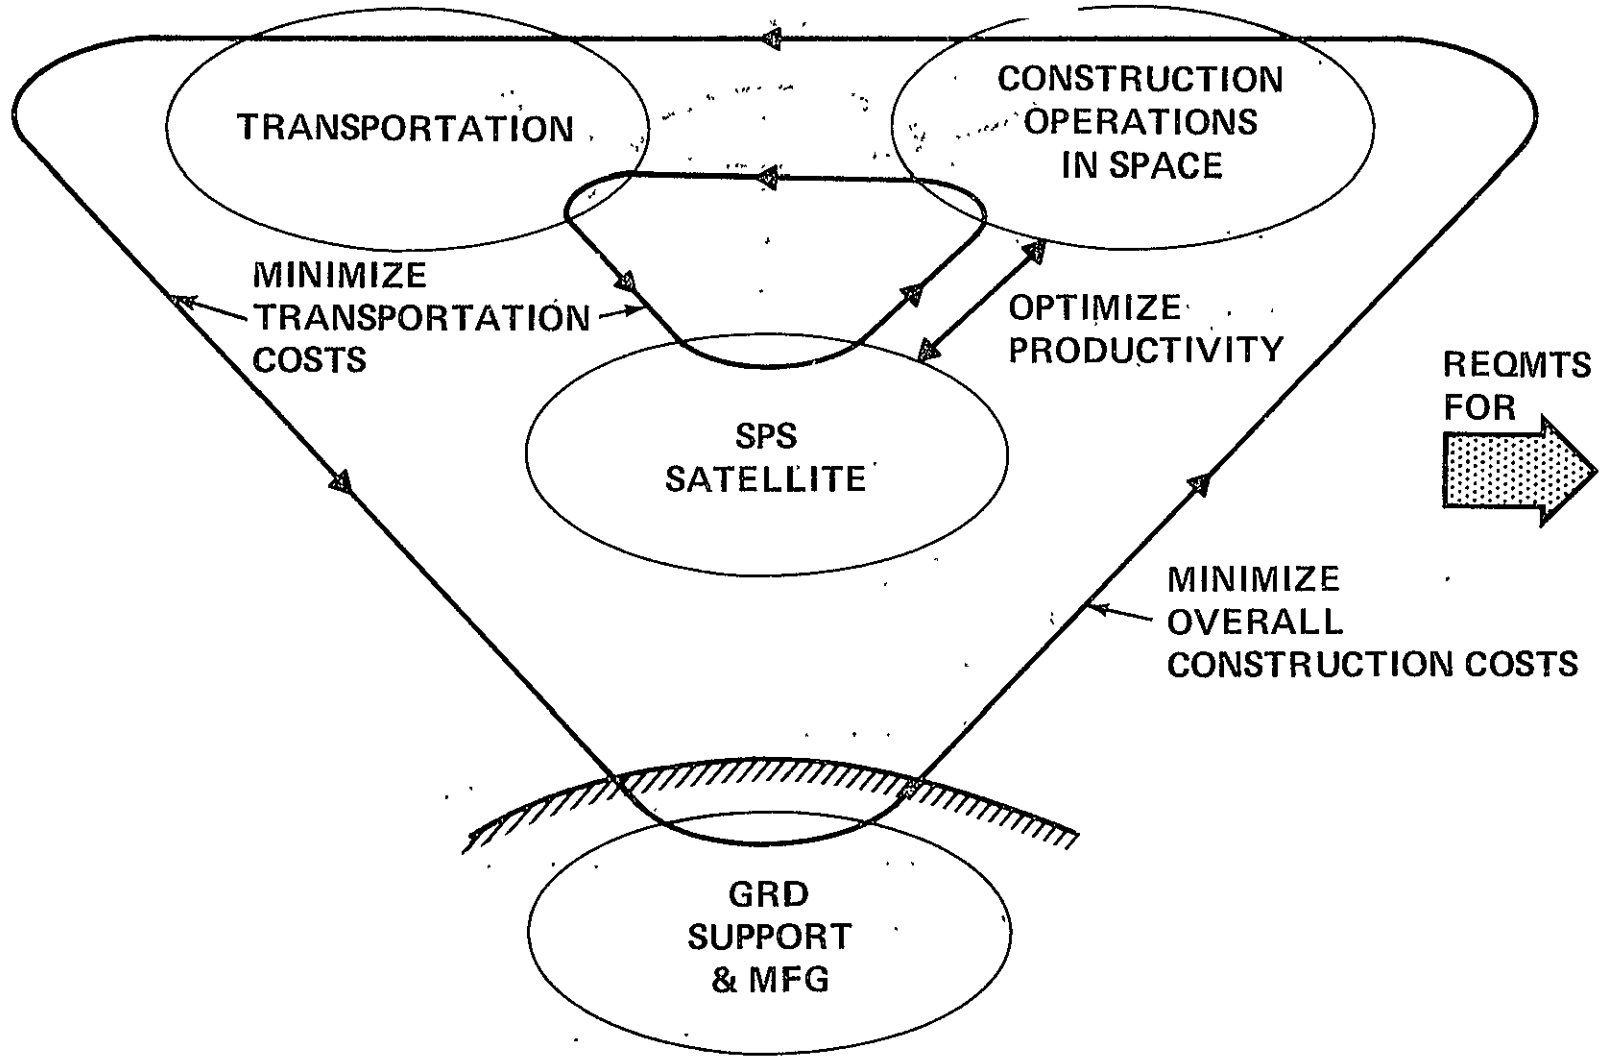 TRANSPORTATION
CONSTRUCTION
OPERATIONS
IN SPACE
MINIMIZE
TRANSPORTATION
COSTS
OPTIMIZE
PRODUCTIVITY
REQMTS
FOR
SPS
SATELLITE
MINIMIZE
OVERALL
CONSTRUCTION COSTS
GRD
SUPPORT
& MFG